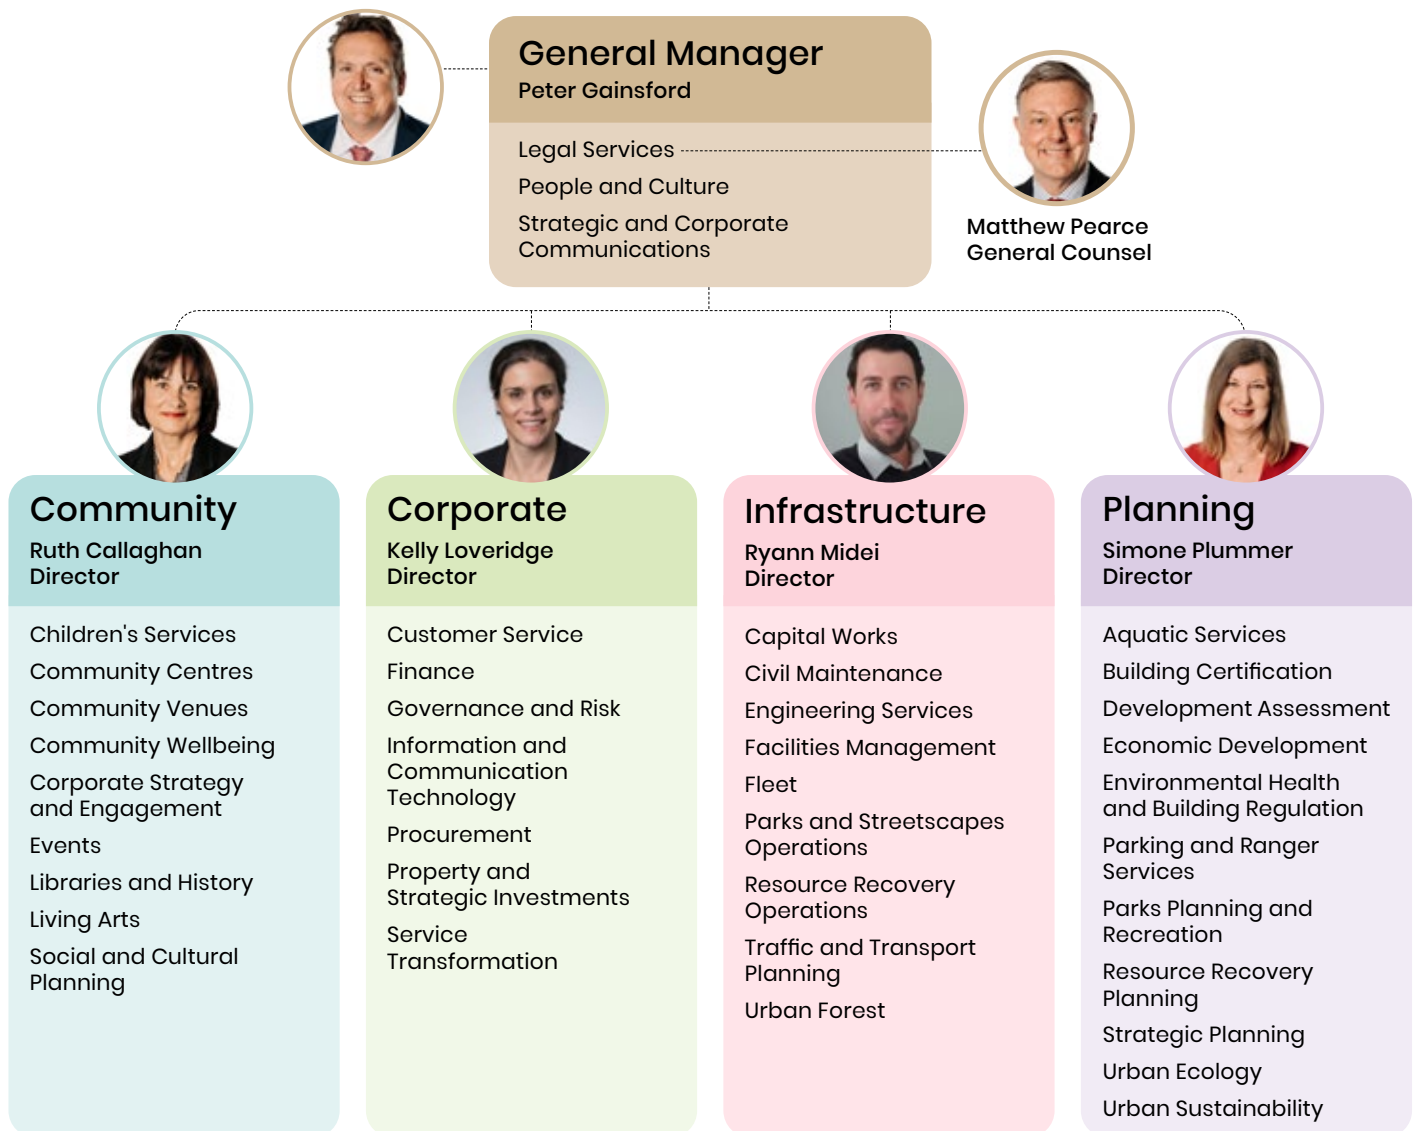 General Manager
Peter Gainsford
Legal Services
People and Culture
Strategic and Corporate
Communications
Matthew Pearce
General Counsel
Community
Ruth Callaghan
Director
Children's Services
Community Centres
Community Venues
Community Wellbeing
Corporate Strategy
and Engagement
Events
Libraries and History
Living Arts
Social and Cultural
Planning
Corporate
Kelly Loveridge
Director
Customer Service
Finance
Governance and Risk
Information and
Communication
Technology
Procurement
Property and
Strategic Investments
Service
Transformation
Infrastructure
Ryann Midei
Director
Capital Works
Civil Maintenance
Engineering Services
Facilities Management
Fleet
Parks and Streetscapes
Operations
Resource Recovery
Operations
Traffic and Transport
Planning
Urban Forest
Planning
Simone Plummer
Director
Aquatic Services
Building Certification
Development Assessment
Economic Development
Environmental Health
and Building Regulation
Parking and Ranger
Services
Parks Planning and
Recreation
Resource Recovery
Planning
Strategic Planning
Urban Ecology
Urban Sustainability